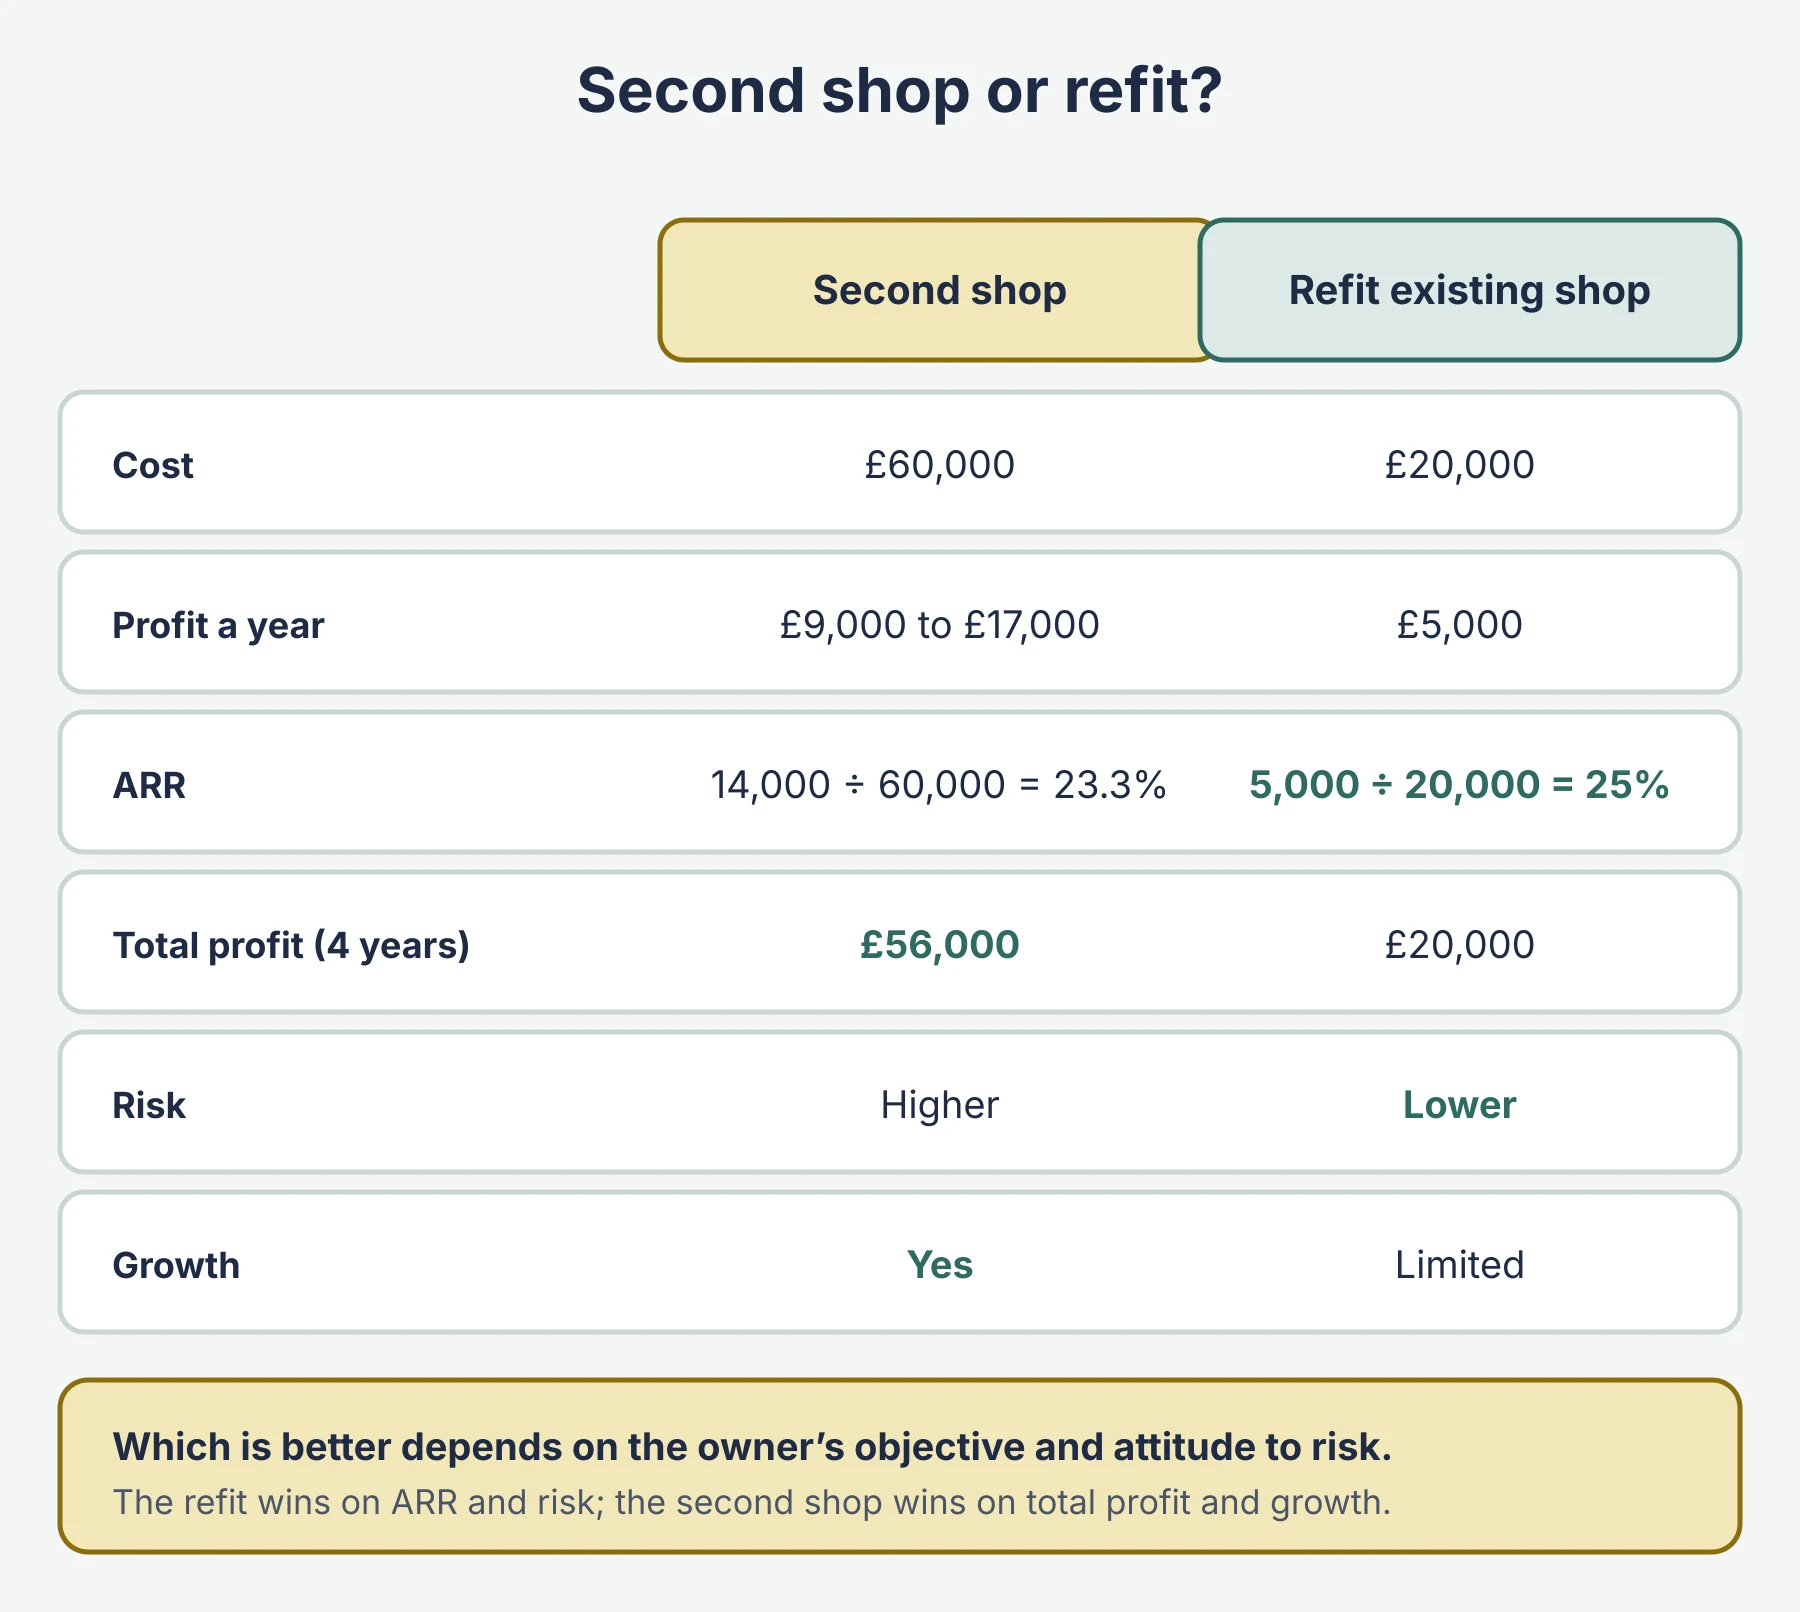 Second shop or refit?
Second shop Refit existing shop
Cost £60,000 £20,000
Profit a year £9,000 to £17,000 £5,000
ARR 14,000 ÷ 60,000 = 23.3% 5,000 ÷ 20,000 = 25%
Total profit (4 years) £56,000 £20,000
Risk Higher Lower
Growth Yes Limited
Which is better depends on the owner’s objective and attitude to risk.
The refit wins on ARR and risk; the second shop wins on total profit and growth.